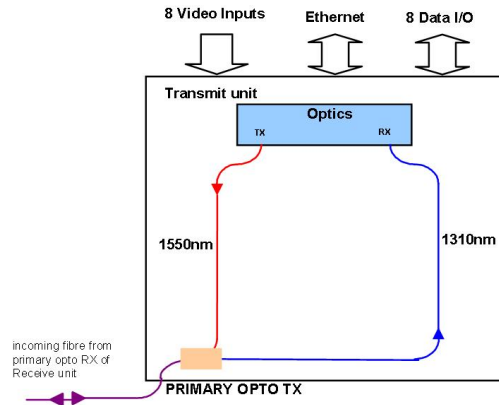 8 Video Inputs
Ethernet
8 Data I/O
Transmit unit
Optics
TX
RX
1550nm
1310nm
incoming fibre from
primary opto RX of
Receive unit
PRIMARY OPTO TX